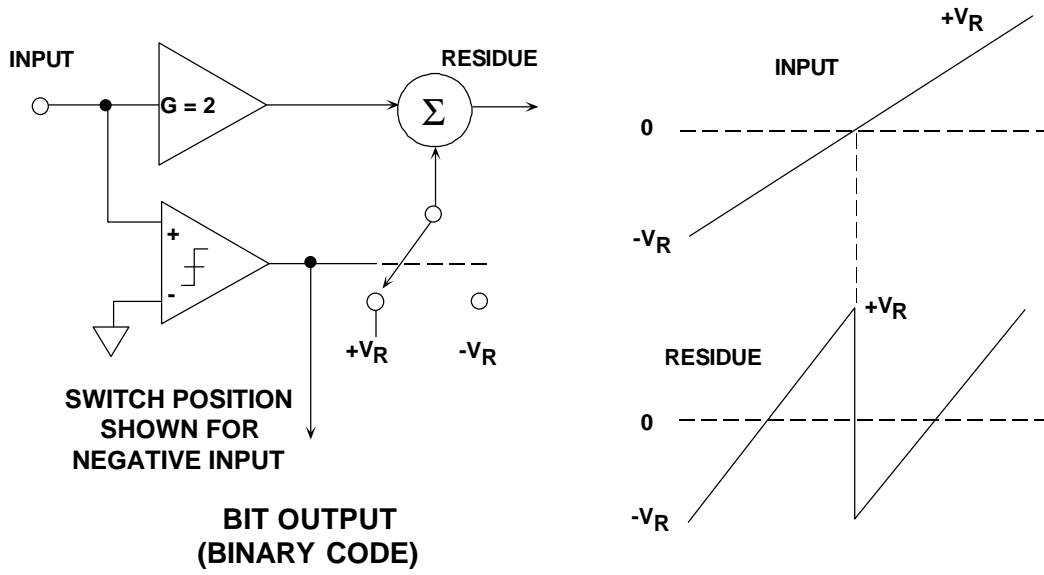 INPUT
G = 2
RESIDUE
Σ
+
-
+VR
-VR
SWITCH POSITION
SHOWN FOR
NEGATIVE INPUT
BIT OUTPUT
(BINARY CODE)
+VR
INPUT
0
-VR
+VR
RESIDUE
0
-VR